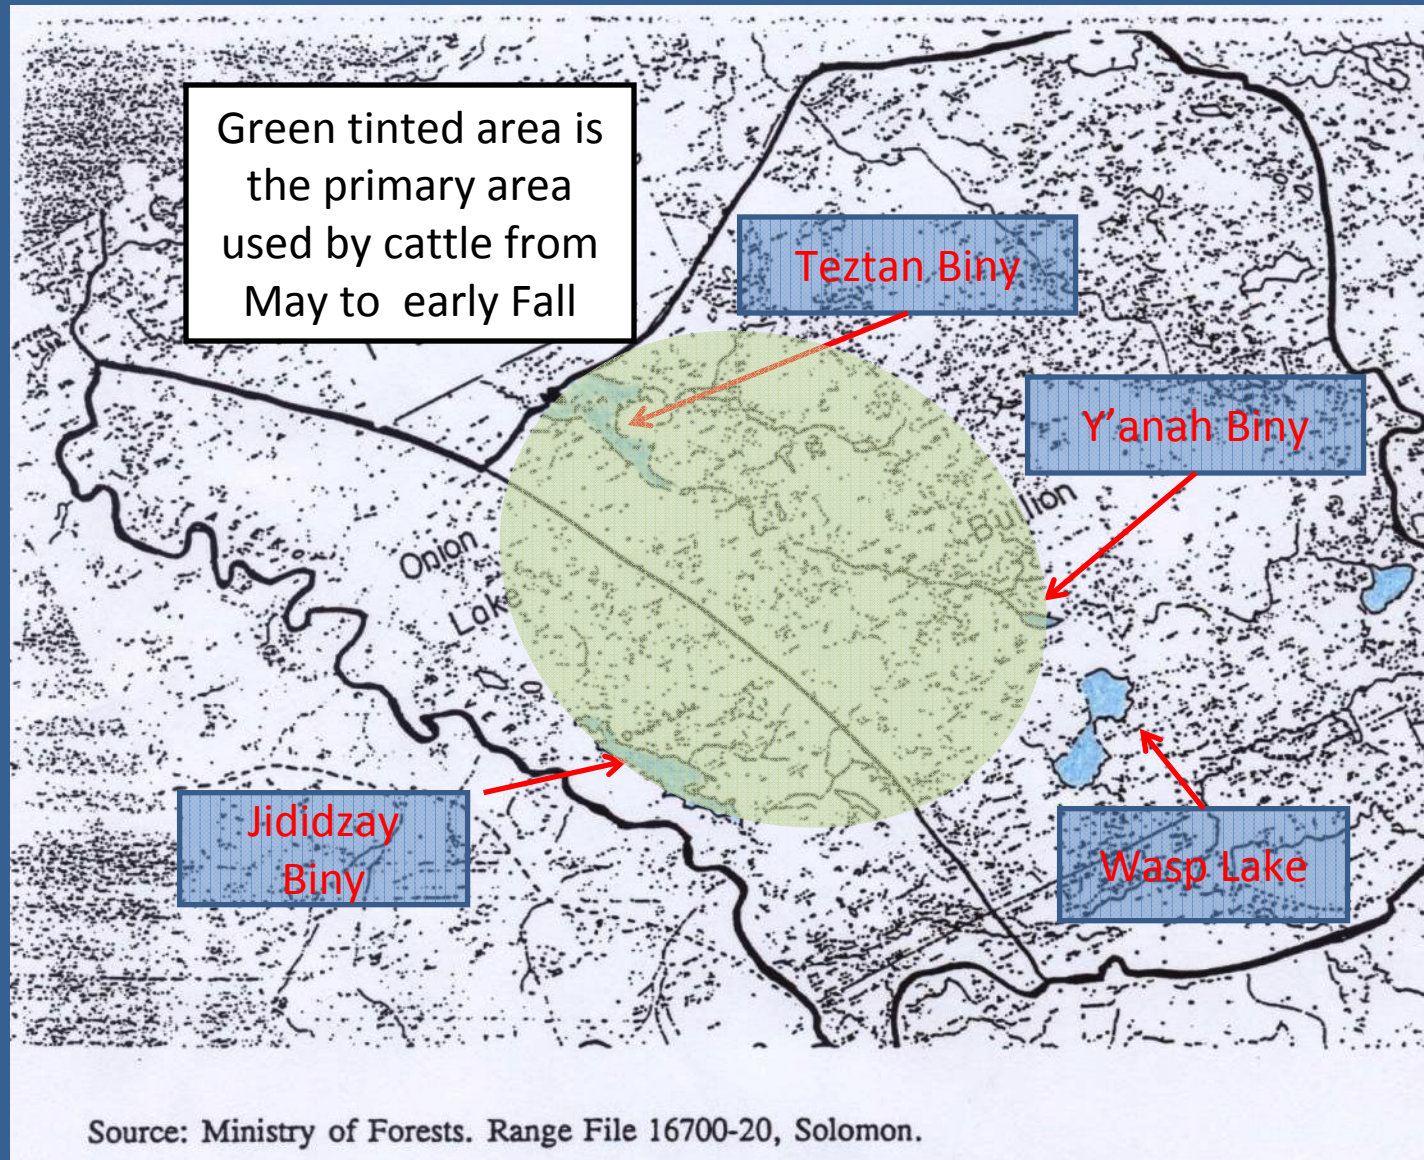 Green tinted area is
the primary area
used by cattle from
May to early Fall
Teztan Biny
Y'anah Biny
Onion
Lake
Bullion
TASEKO
Jididzay
Biny
Wasp Lake
Source: Ministry of Forests. Range File 16700-20, Solomon.